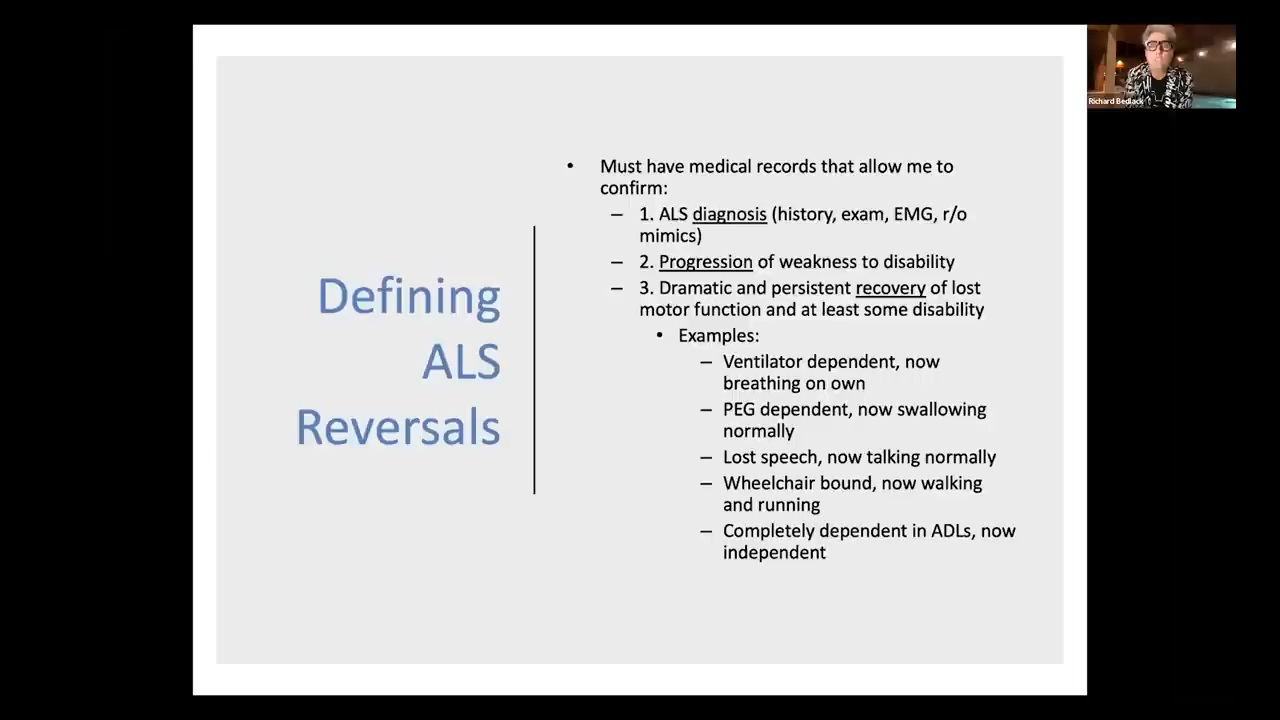 Defining
ALS
Reversals
• Must have medical records that allow me to
confirm:
– 1. ALS diagnosis (history, exam, EMG, r/o
mimics)
– 2. Progression of weakness to disability
– 3. Dramatic and persistent recovery of lost
motor function and at least some disability
• Examples:
– Ventilator dependent, now
breathing on own
– PEG dependent, now swallowing
normally
– Lost speech, now talking normally
– Wheelchair bound, now walking
and running
– Completely dependent in ADLs, now
independent
Richard Bedlack